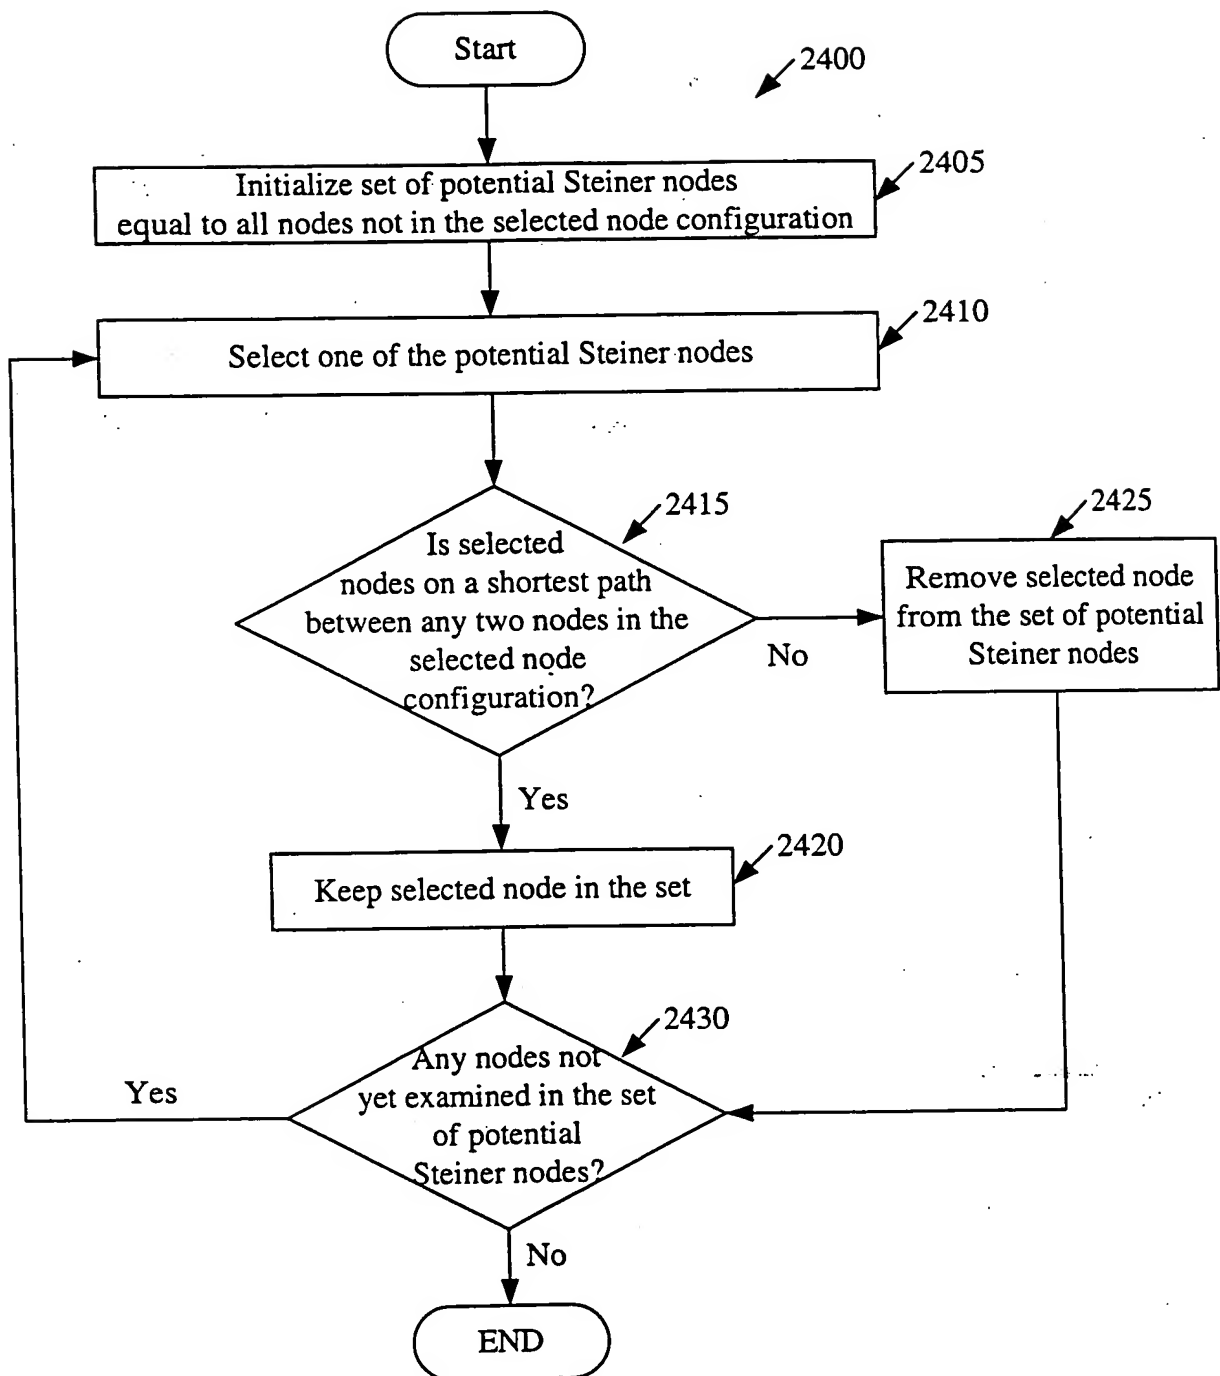 Start
2400
2405
Initialize set of potential Steiner nodes
equal to all nodes not in the selected node configuration
2410
Select one of the potential Steiner nodes
2415
Is selected
nodes on a shortest path
between any two nodes in the
selected node
configuration?
No
2425
Remove selected node
from the set of potential
Steiner nodes
Yes
2420
Keep selected node in the set
2430
Any nodes not
yet examined in the set
of potential
Steiner nodes?
Yes
No
END